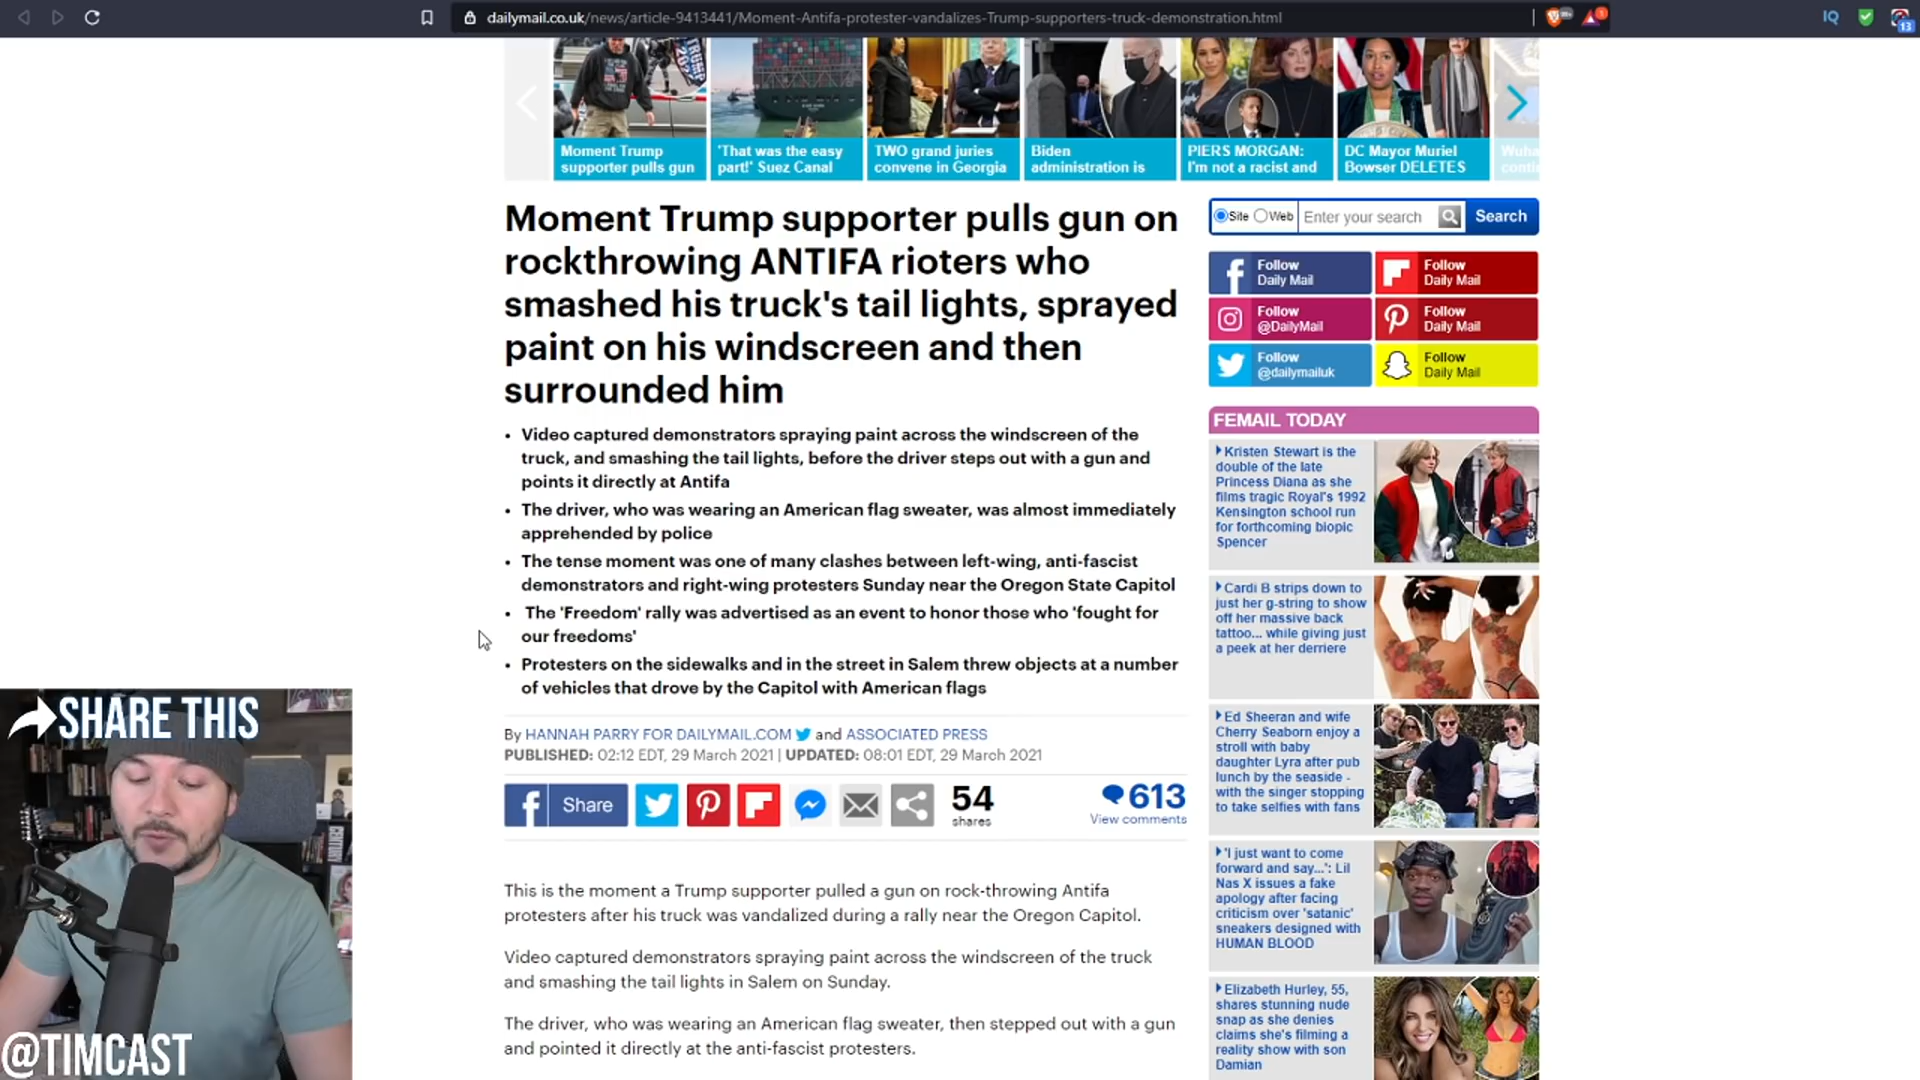 dailymail.co.uk/news/article-9413441/Moment-Antifa-protester-vandalizes-Trump-supporters-truck-demonstration.html
IQ
13
Moment Trump
supporter pulls gun
'That was the easy
part!' Suez Canal
TWO grand juries
convene in Georgia
Biden
administration is
PIERS MORGAN:
I'm not a racist and
DC Mayor Muriel
Bowser DELETES
Moment Trump supporter pulls gun on
rockthrowing ANTIFA rioters who
smashed his truck's tail lights, sprayed
paint on his windscreen and then
surrounded him
• Video captured demonstrators spraying paint across the windscreen of the
truck, and smashing the tail lights, before the driver steps out with a gun and
points it directly at Antifa
• The driver, who was wearing an American flag sweater, was almost immediately
apprehended by police
• The tense moment was one of many clashes between left-wing, anti-fascist
demonstrators and right-wing protesters Sunday near the Oregon State Capitol
• The 'Freedom' rally was advertised as an event to honor those who 'fought for
our freedoms'
• Protesters on the sidewalks and in the street in Salem threw objects at a number
of vehicles that drove by the Capitol with American flags
By HANNAH PARRY FOR DAILYMAIL.COM and ASSOCIATED PRESS
PUBLISHED: 02:12 EDT, 29 March 2021 | UPDATED: 08:01 EDT, 29 March 2021
Share
54
shares
613
View comments
This is the moment a Trump supporter pulled a gun on rock-throwing Antifa
protesters after his truck was vandalized during a rally near the Oregon Capitol.
Video captured demonstrators spraying paint across the windscreen of the truck
and smashing the tail lights in Salem on Sunday.
The driver, who was wearing an American flag sweater, then stepped out with a gun
and pointed it directly at the anti-fascist protesters.
Site Web Enter your search Search
Follow
Daily Mail
Follow
Daily Mail
Follow
@DailyMail
Follow
Daily Mail
Follow
@dailymailuk
Follow
Daily Mail
FEMAIL TODAY
Kristen Stewart is the
double of the late
Princess Diana as she
films tragic Royal's 1992
Kensington school run
for forthcoming biopic
Spencer
Cardi B strips down to
just her g-string to show
off her massive back
tattoo... while giving just
a peek at her derriere
Ed Sheeran and wife
Cherry Seaborn enjoy a
stroll with baby
daughter Lyra after pub
lunch by the seaside -
with the singer stopping
to take selfies with fans
'I just want to come
forward and say...': Lil
Nas X issues a fake
apology after facing
criticism over 'satanic'
sneakers designed with
HUMAN BLOOD
Elizabeth Hurley, 55,
shares stunning nude
snap as she denies
claims she's filming a
reality show with son
Damian
SHARE THIS
@TIMCAST